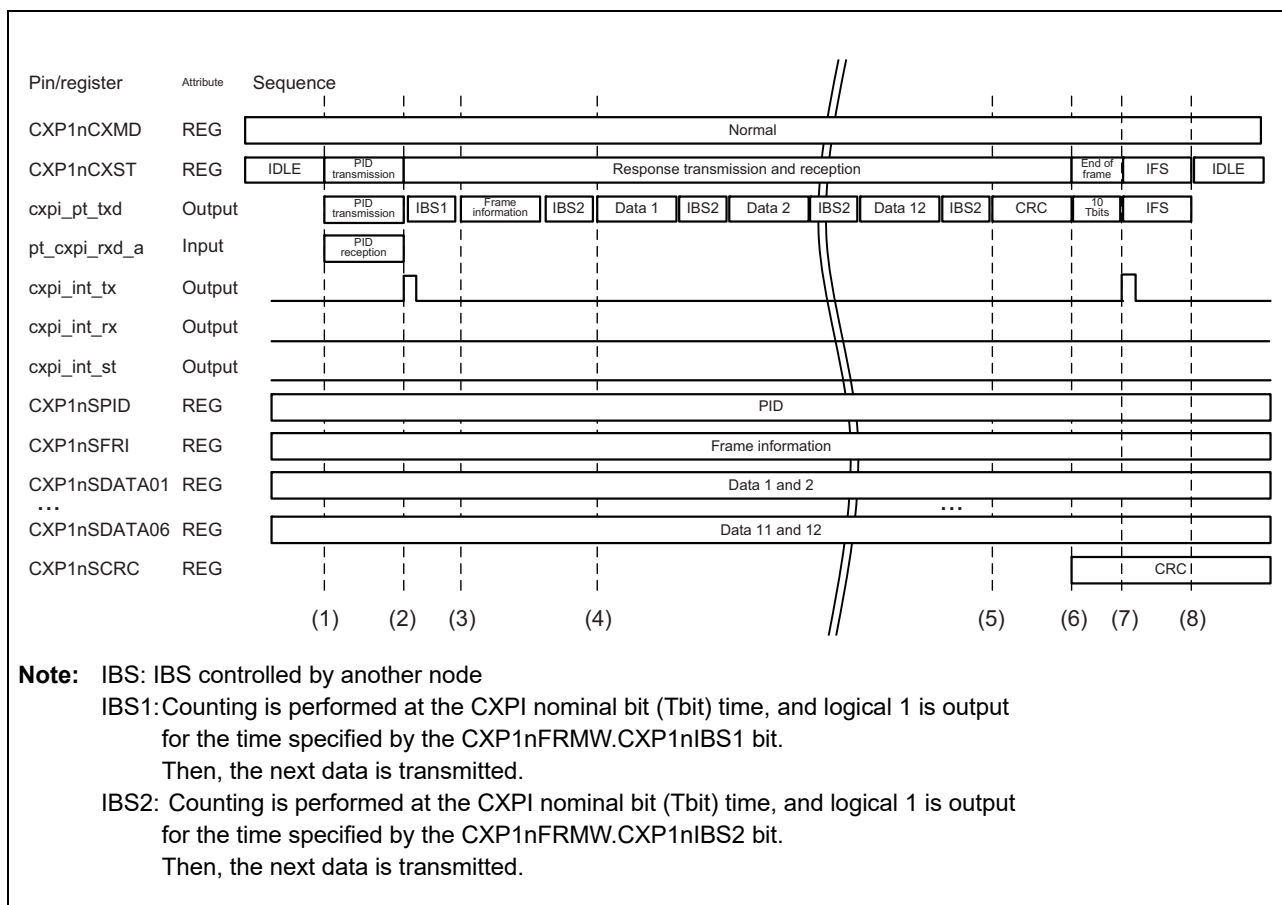 Pin/register Attribute Sequence
CXP1nCXMD REG Normal
CXP1nCXST REG IDLE PID transmission Response transmission and reception End of frame IFS IDLE
cxpi_pt_txd Output PID transmission IBS1 Frame information IBS2 Data 1 IBS2 Data 2 IBS2 Data 12 IBS2 CRC 10 Tbits IFS
pt_cxpi_rxd_a Input PID reception
cxpi_int_tx Output
cxpi_int_rx Output
cxpi_int_st Output
CXP1nSPID REG PID
CXP1nSFRI REG Frame information
CXP1nSDATA01 REG Data 1 and 2
... ...
CXP1nSDATA06 REG Data 11 and 12
CXP1nSCRC REG CRC
(1) (2) (3) (4) (5) (6) (7) (8)
Note: IBS: IBS controlled by another node
IBS1: Counting is performed at the CXPI nominal bit (Tbit) time, and logical 1 is output
for the time specified by the CXP1nFRMW.CXP1nIBS1 bit.
Then, the next data is transmitted.
IBS2: Counting is performed at the CXPI nominal bit (Tbit) time, and logical 1 is output
for the time specified by the CXP1nFRMW.CXP1nIBS2 bit.
Then, the next data is transmitted.